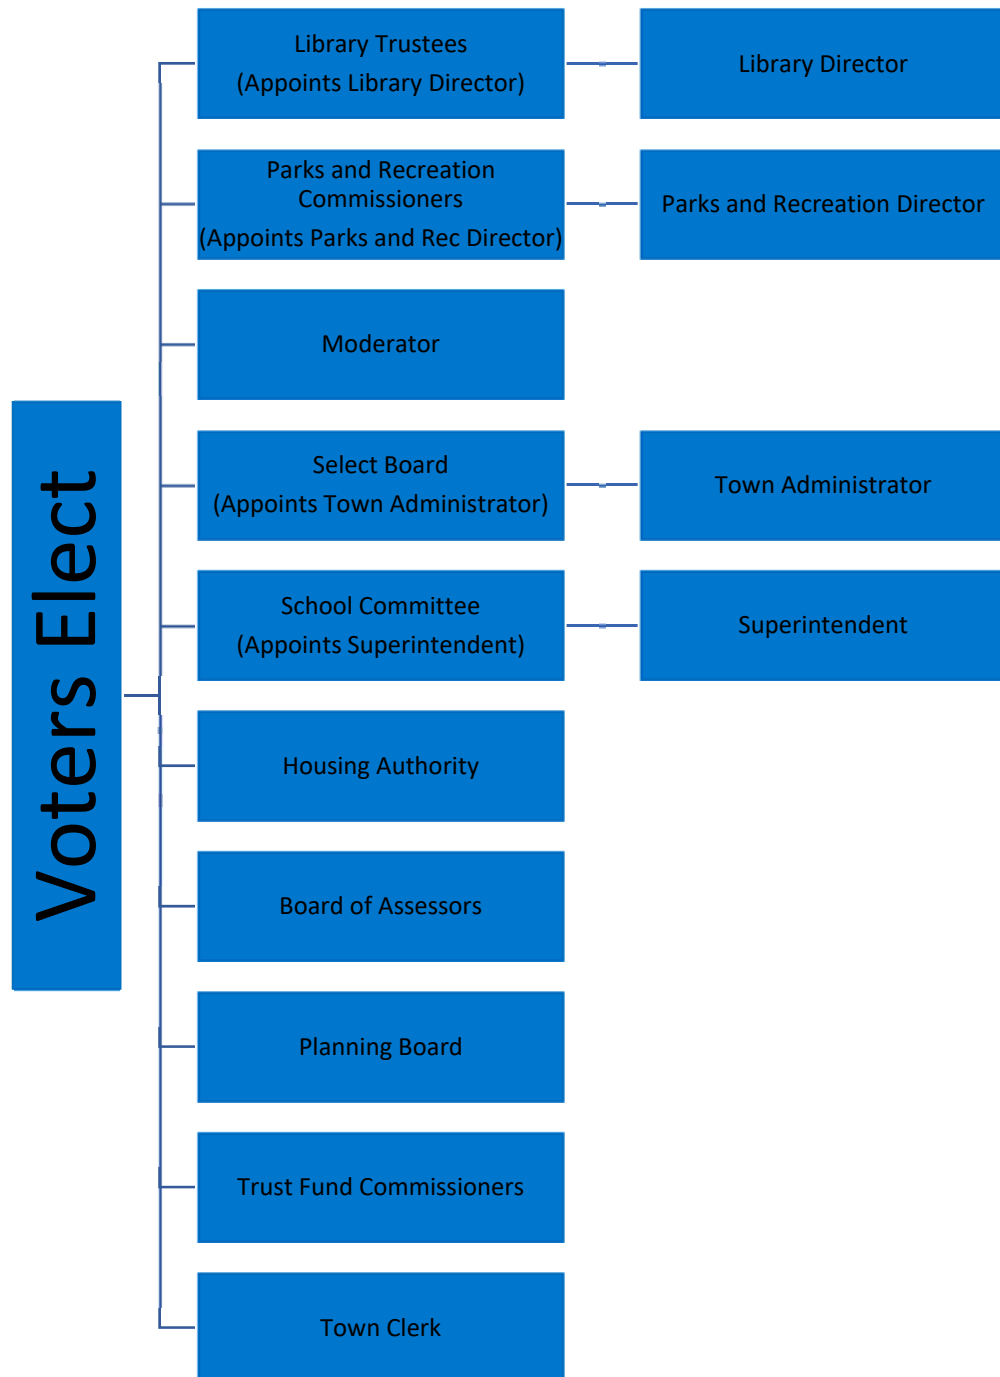 Voters Elect
Library Trustees
(Appoints Library Director)
Library Director
Parks and Recreation
Commissioners
(Appoints Parks and Rec Director)
Parks and Recreation Director
Moderator
Select Board
(Appoints Town Administrator)
Town Administrator
School Committee
(Appoints Superintendent)
Superintendent
Housing Authority
Board of Assessors
Planning Board
Trust Fund Commissioners
Town Clerk